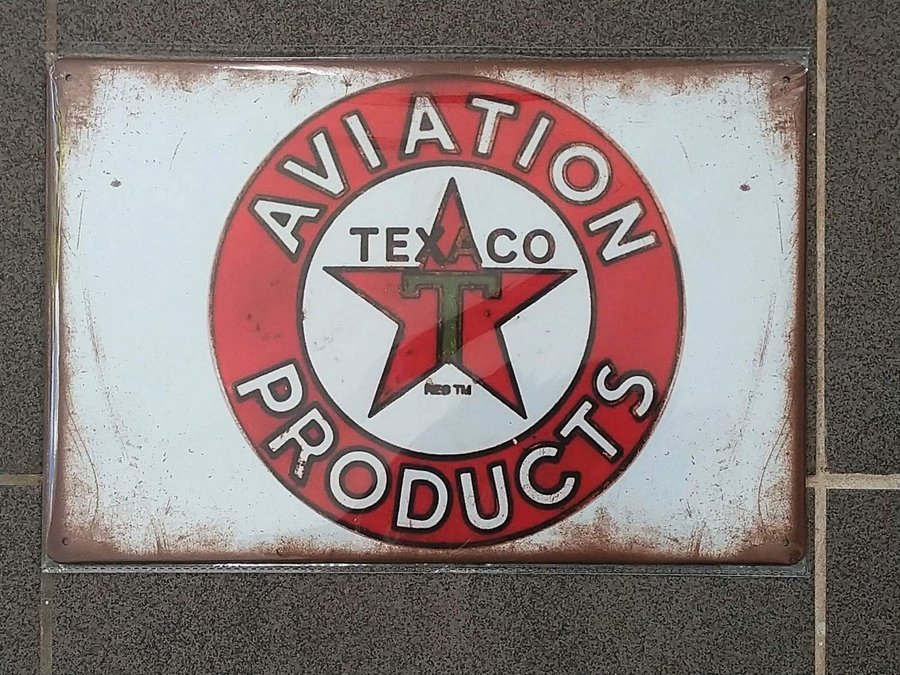 AVIATION
TEXACO
T
REG TM
PRODUCTS